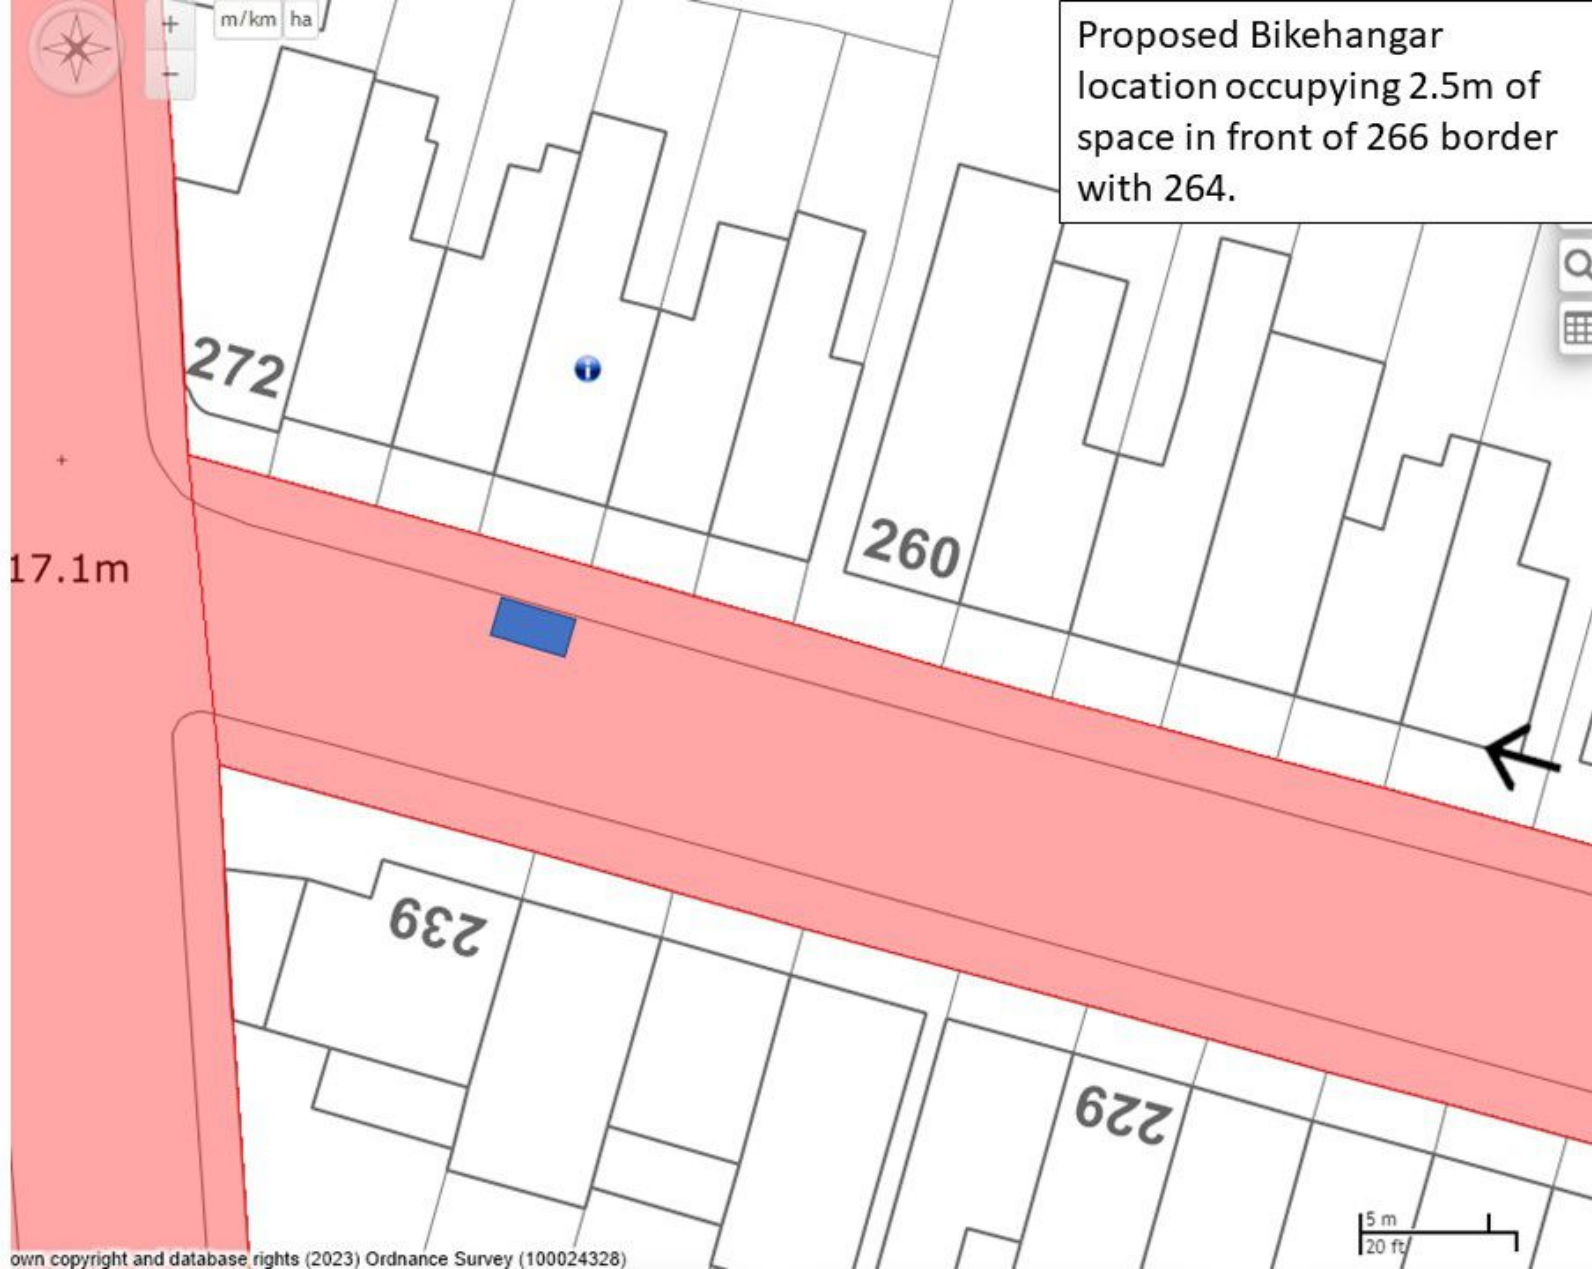 +
m/km ha
−
Proposed Bikehangar
location occupying 2.5m of
space in front of 266 border
with 264.
i
272
260
17.1m
239
229
5 m
20 ft
own copyright and database rights (2023) Ordnance Survey (100024328)